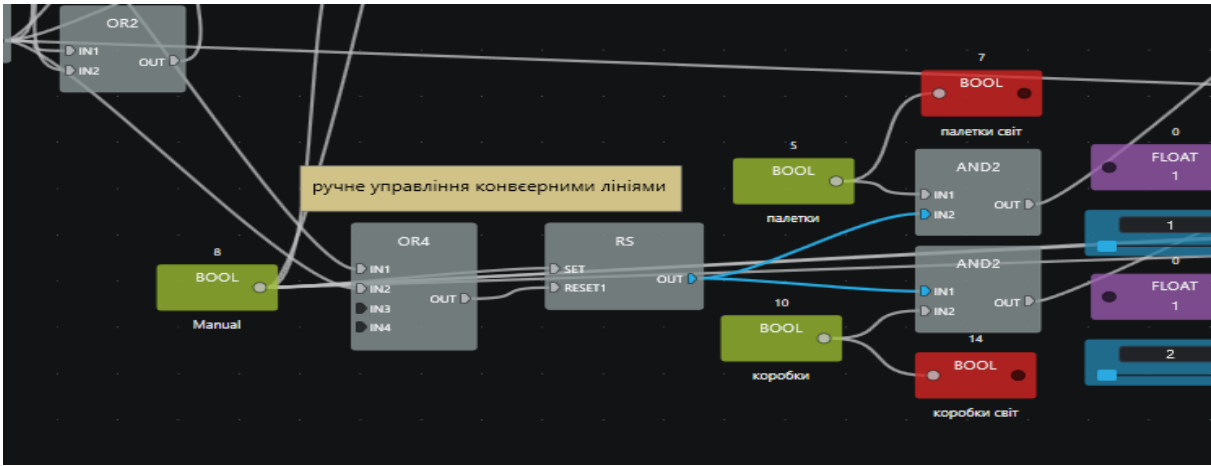 OR2
IN1
IN2
OUT
7
BOOL
палетки світ
5
BOOL
палетки
AND2
IN1
IN2
OUT
0
FLOAT
1
ручне управління конвєерними лініями
8
BOOL
Manual
OR4
IN1
IN2
IN3
IN4
OUT
RS
SET
RESET1
OUT
1
AND2
IN1
IN2
OUT
0
FLOAT
1
10
BOOL
коробки
14
BOOL
коробки світ
2